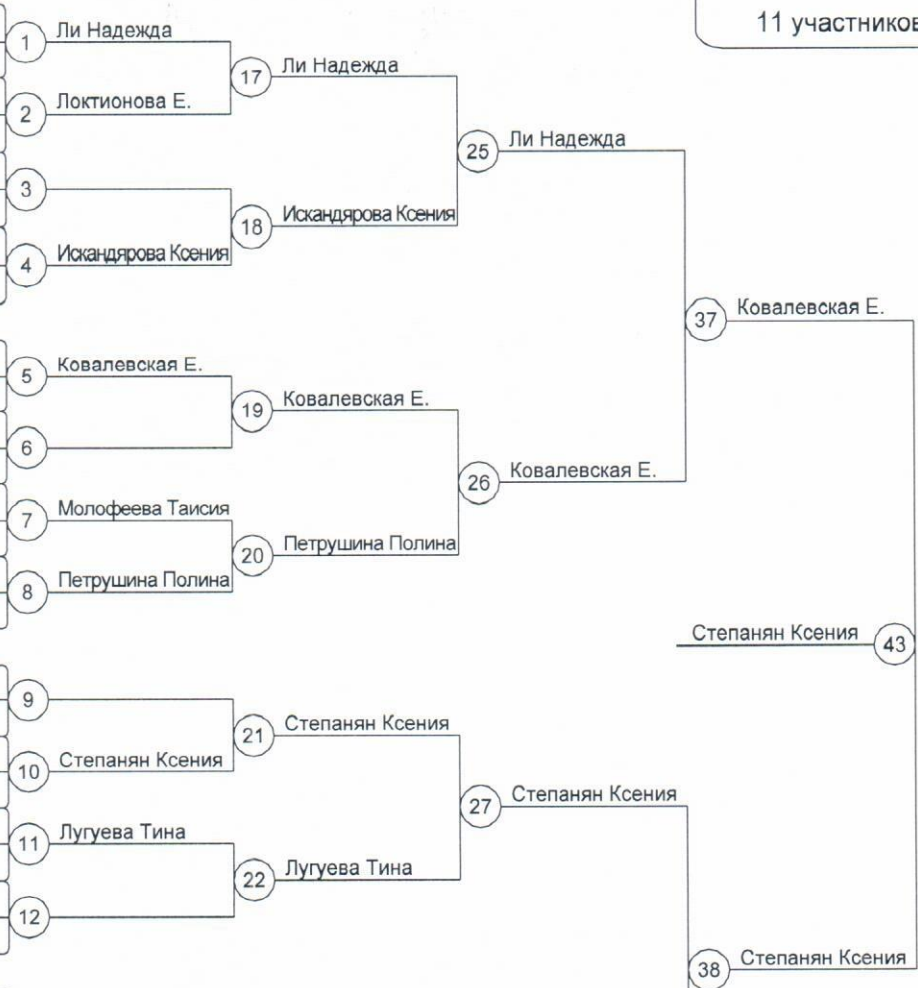 11 участников
1 Ли Надежда
17 Ли Надежда
2 Локтионова Е.
25 Ли Надежда
3
18 Искандярова Ксения
4 Искандярова Ксения
37 Ковалевская Е.
5 Ковалевская Е.
19 Ковалевская Е.
6
26 Ковалевская Е.
7 Молофеева Таисия
20 Петрушина Полина
8 Петрушина Полина
Степанян Ксения 43
9
21 Степанян Ксения
10 Степанян Ксения
27 Степанян Ксения
11 Лугуева Тина
22 Лугуева Тина
12
38 Степанян Ксения